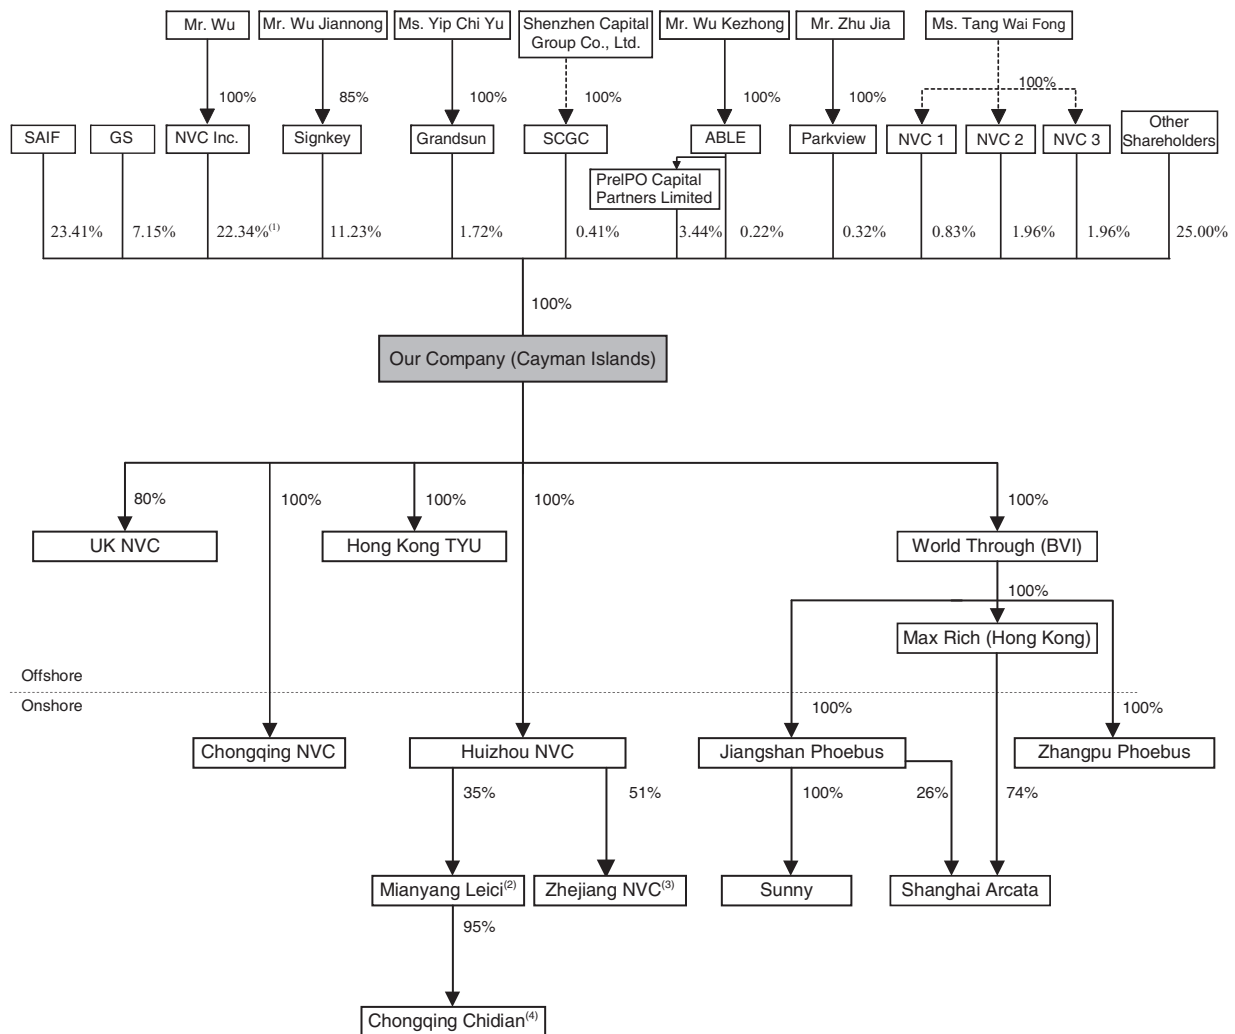 Mr. Wu
Mr. Wu Jiannong
Ms. Yip Chi Yu
Shenzhen Capital
Group Co., Ltd.
Mr. Wu Kezhong
Mr. Zhu Jia
Ms. Tang Wai Fong
100%
85%
100%
100%
100%
100%
100%
SAIF
GS
NVC Inc.
Signkey
Grandsun
SCGC
ABLE
Parkview
NVC 1
NVC 2
NVC 3
Other
Shareholders
PreIPO Capital
Partners Limited
23.41%
7.15%
22.34%(1)
11.23%
1.72%
0.41%
3.44%
0.22%
0.32%
0.83%
1.96%
1.96%
25.00%
100%
Our Company (Cayman Islands)
80%
100%
100%
100%
100%
UK NVC
Hong Kong TYU
World Through (BVI)
100%
Max Rich (Hong Kong)
Offshore
Onshore
100%
100%
Chongqing NVC
Huizhou NVC
Jiangshan Phoebus
Zhangpu Phoebus
35%
51%
100%
26%
74%
Mianyang Leici(2)
Zhejiang NVC(3)
Sunny
Shanghai Arcata
95%
Chongqing Chidian(4)